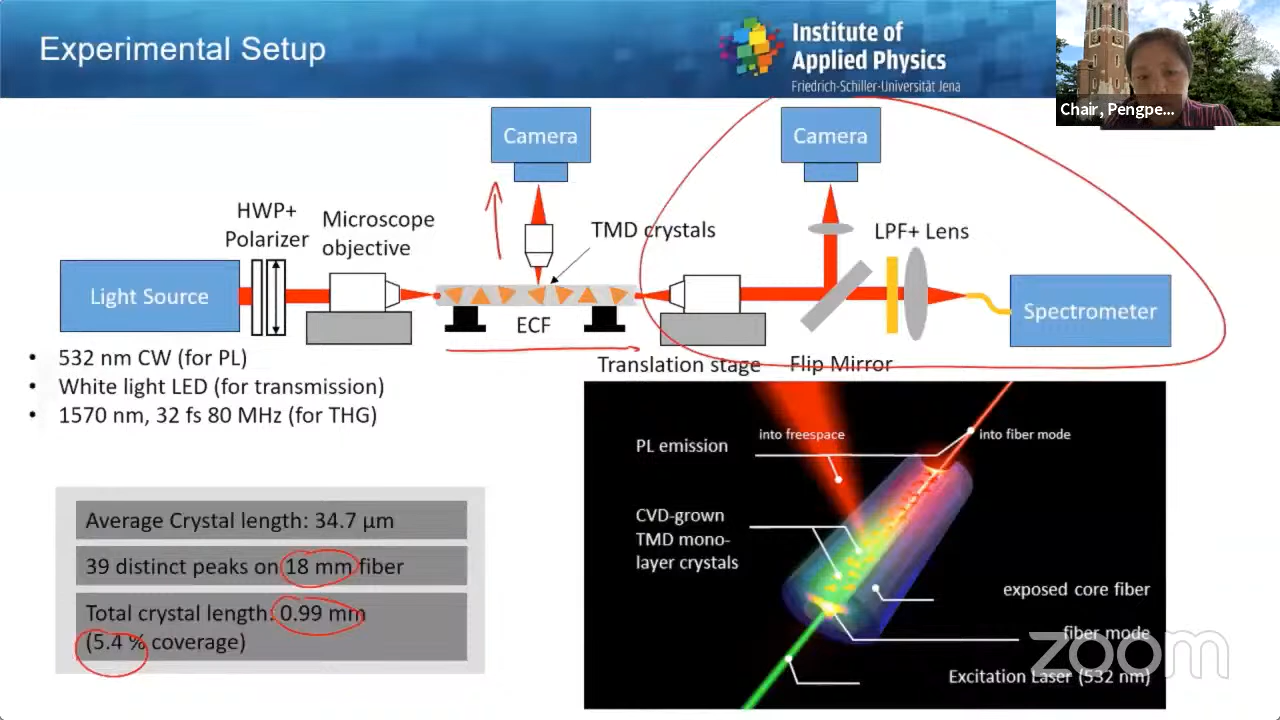 Experimental Setup
Institute of
Applied Physics
Friedrich-Schiller-Universität Jena
Chair, Pengpe...
Camera
Camera
HWP+
Polarizer
Microscope
objective
TMD crystals
LPF+ Lens
Light Source
ECF
Spectrometer
Translation stage
Flip Mirror
• 532 nm CW (for PL)
• White light LED (for transmission)
• 1570 nm, 32 fs 80 MHz (for THG)
Average Crystal length: 34.7 µm
39 distinct peaks on 18 mm fiber
Total crystal length: 0.99 mm
(5.4 % coverage)
PL emission
into freespace
into fiber mode
CVD-grown
TMD mono-
layer crystals
exposed core fiber
fiber mode
Excitation Laser (532 nm)
zoom